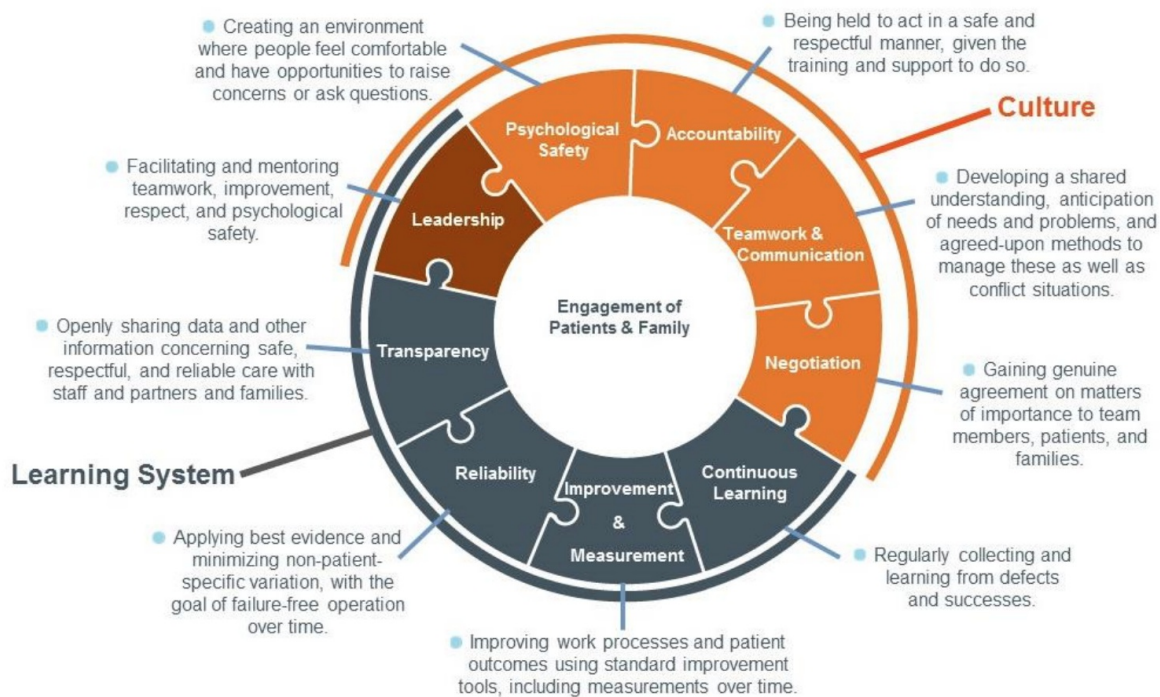 Creating an environment
where people feel comfortable
and have opportunities to raise
concerns or ask questions.
Being held to act in a safe and
respectful manner, given the
training and support to do so.
Culture
Psychological
Safety
Accountability
Facilitating and mentoring
teamwork, improvement,
respect, and psychological
safety.
Leadership
Teamwork &
Communication
Developing a shared
understanding, anticipation
of needs and problems, and
agreed-upon methods to
manage these as well as
conflict situations.
Engagement of
Patients & Family
Openly sharing data and other
information concerning safe,
respectful, and reliable care with
staff and partners and families.
Transparency
Negotiation
Gaining genuine
agreement on matters
of importance to team
members, patients, and
families.
Learning System
Reliability
Improvement
&
Measurement
Continuous
Learning
Applying best evidence and
minimizing non-patient-
specific variation, with the
goal of failure-free operation
over time.
Regularly collecting and
learning from defects
and successes.
Improving work processes and patient
outcomes using standard improvement
tools, including measurements over time.